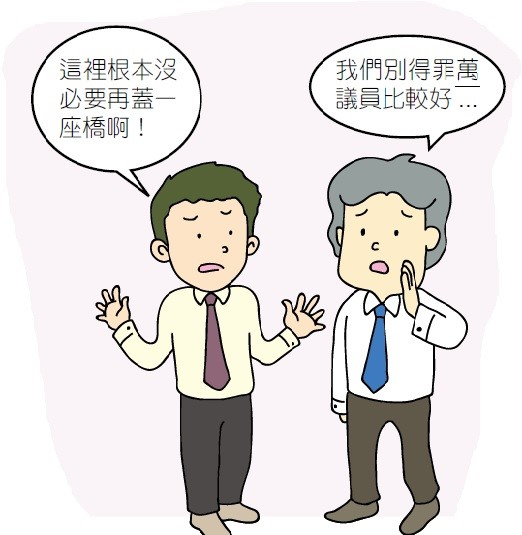 這裡根本沒
必要再蓋一
座橋啊！
我們別得罪萬
議員比較好…